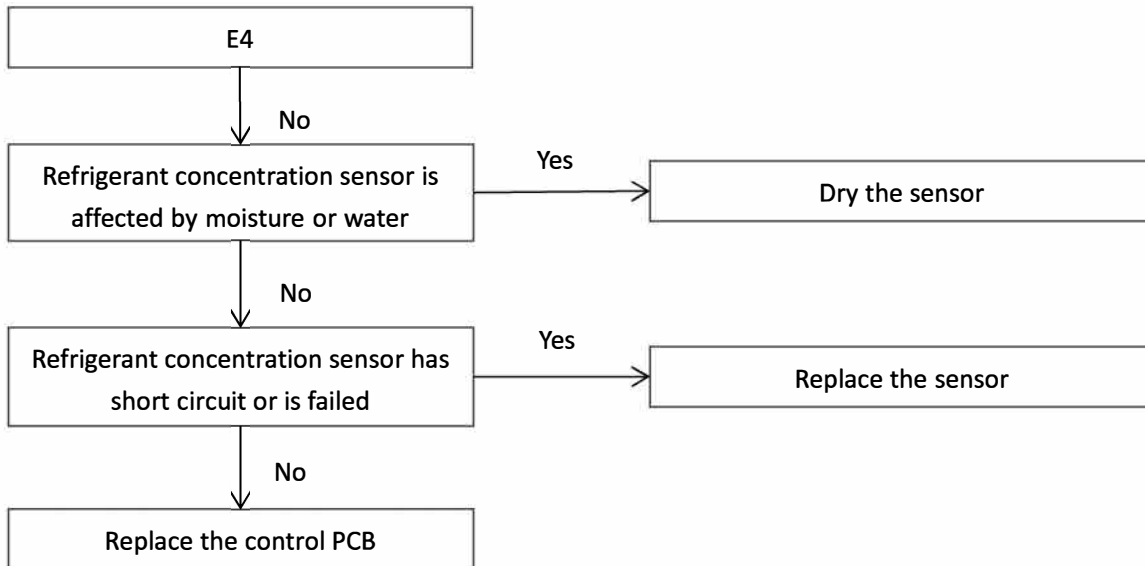 E4
No
Refrigerant concentration sensor is
affected by moisture or water
Yes
Dry the sensor
No
Refrigerant concentration sensor has
short circuit or is failed
Yes
Replace the sensor
No
Replace the control PCB